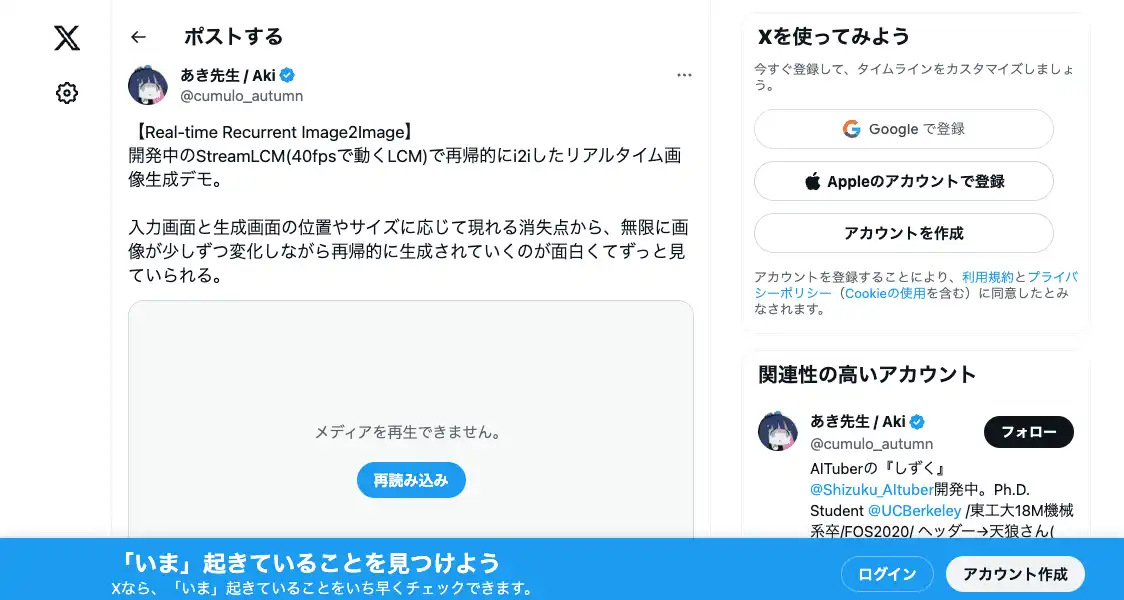 ポストする
あき先生 / Aki
@cumulo_autumn
【Real-time Recurrent Image2Image】
開発中のStreamLCM(40fpsで動くLCM)で再帰的にi2iしたリアルタイム画
像生成デモ。
入力画面と生成画面の位置やサイズに応じて現れる消失点から、無限に画
像が少しずつ変化しながら再帰的に生成されていくのが面白くてずっと見
ていられる。
メディアを再生できません。
再読み込み
Xを使ってみよう
今すぐ登録して、タイムラインをカスタマイズしましょ
う。
Google で登録
Appleのアカウントで登録
アカウントを作成
アカウントを登録することにより、利用規約とプライバ
シーポリシー（Cookieの使用を含む）に同意したとみ
なされます。
関連性の高いアカウント
あき先生 / Aki
@cumulo_autumn
フォロー
AITuberの『しずく』
@Shizuku_AItuber開発中。Ph.D.
Student @UCBerkeley /東工大18M機械
系卒/FOS2020/ ヘッダー→天狼さん(
「いま」起きていることを見つけよう
Xなら、「いま」起きていることをいち早くチェックできます。
ログイン
アカウント作成